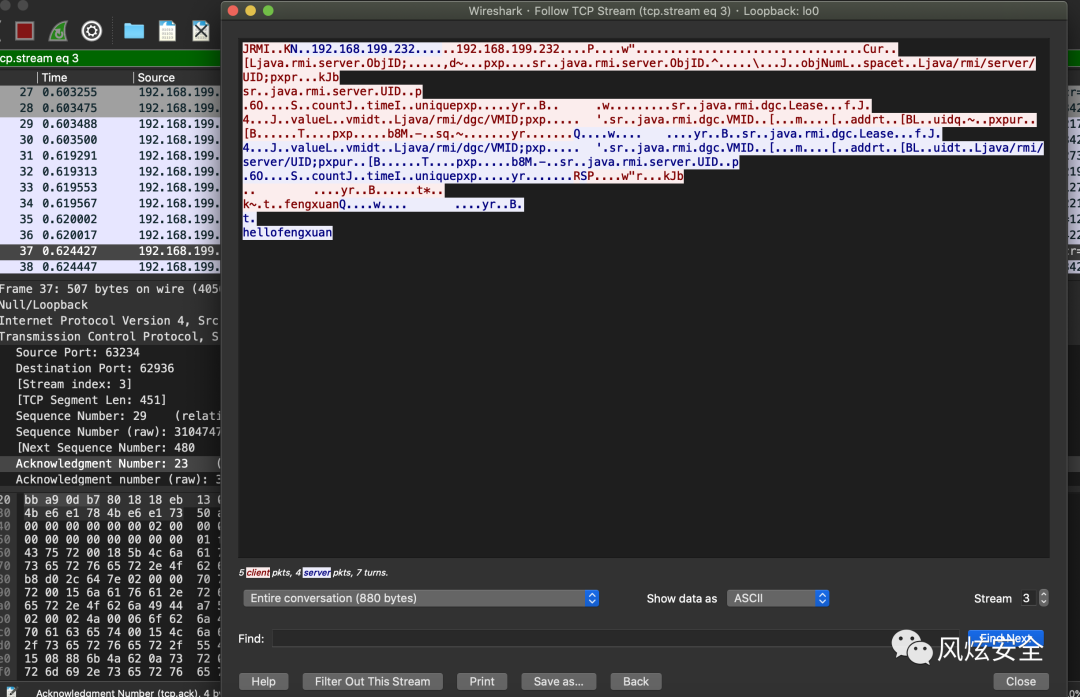 Wireshark · Follow TCP Stream (tcp.stream eq 3) · Loopback: lo0
cp.stream eq 3
Time Source
27 0.603255 192.168.199.
28 0.603475 192.168.199.
29 0.603488 192.168.199.
30 0.603500 192.168.199.
31 0.619291 192.168.199.
32 0.619313 192.168.199.
33 0.619553 192.168.199.
34 0.619567 192.168.199.
35 0.620002 192.168.199.
36 0.620017 192.168.199.
37 0.624427 192.168.199.
38 0.624447 192.168.199.
JRMI..KN..192.168.199.232......192.168.199.232....P....w"................................Cur..
[Ljava.rmi.server.ObjID;.....,d~...pxp....sr..java.rmi.server.ObjID.^.....\...J..objNumL..spacet..Ljava/rmi/server/
UID;pxpr...kJb
sr..java.rmi.server.UID..p
.6O....S..countJ..timeI..uniquepxp.....yr..B.. .w.........sr..java.rmi.dgc.Lease...f.J.
4...J..valueL..vmidt..Ljava/rmi/dgc/VMID;pxp..... '.sr..java.rmi.dgc.VMID..[...m....[..addrt..[BL..uidq.~..pxpur..
[B......T....pxp.....b8M.-..sq.~.......yr.......Q....w.... ....yr..B..sr..java.rmi.dgc.Lease...f.J.
4...J..valueL..vmidt..Ljava/rmi/dgc/VMID;pxp..... '.sr..java.rmi.dgc.VMID..[...m....[..addrt..[BL..uidt..Ljava/rmi/
server/UID;pxpur..[B......T....pxp.....b8M.-..sr..java.rmi.server.UID..p
.6O....S..countJ..timeI..uniquepxp.....yr.......RSP....w"r...kJb
.. ....yr..B......t*..
k~.t..fengxuanQ....w.... ....yr..B.
t.
hellofengxuan
Frame 37: 507 bytes on wire (405
Null/Loopback
Internet Protocol Version 4, Src
Transmission Control Protocol, S
Source Port: 63234
Destination Port: 62936
[Stream index: 3]
[TCP Segment Len: 451]
Sequence Number: 29 (relati
Sequence Number (raw): 3104747
[Next Sequence Number: 480
Acknowledgment Number: 23 (
Acknowledgment number (raw): 3
20 bb a9 0d b7 80 18 18 eb 13
30 4b e6 e1 78 4b e6 e1 73 50
40 00 00 00 00 00 00 02 00 00
50 00 00 00 00 00 00 00 00 01
60 43 75 72 00 18 5b 4c 6a 61
70 73 65 72 76 65 72 2e 4f 62
80 b8 d0 2c 64 7e 02 00 00 70
90 72 00 15 6a 61 76 61 2e 72
a0 65 72 2e 4f 62 6a 49 44 a7
b0 02 00 02 4a 00 06 6f 62 6a
c0 70 61 63 65 74 00 15 4c 6a
d0 2f 73 65 72 76 65 72 2f 55
e0 15 08 88 6b 4a 62 0a 73 72
f0 72 6d 69 2e 73 65 72 76 65
5 client pkts, 4 server pkts, 7 turns.
Entire conversation (880 bytes)
Show data as ASCII
Stream 3
Find:
Find Next
风炫安全
Help
Filter Out This Stream
Print
Save as...
Back
Close
Acknowledgment Number (tcp.ack), 4 b